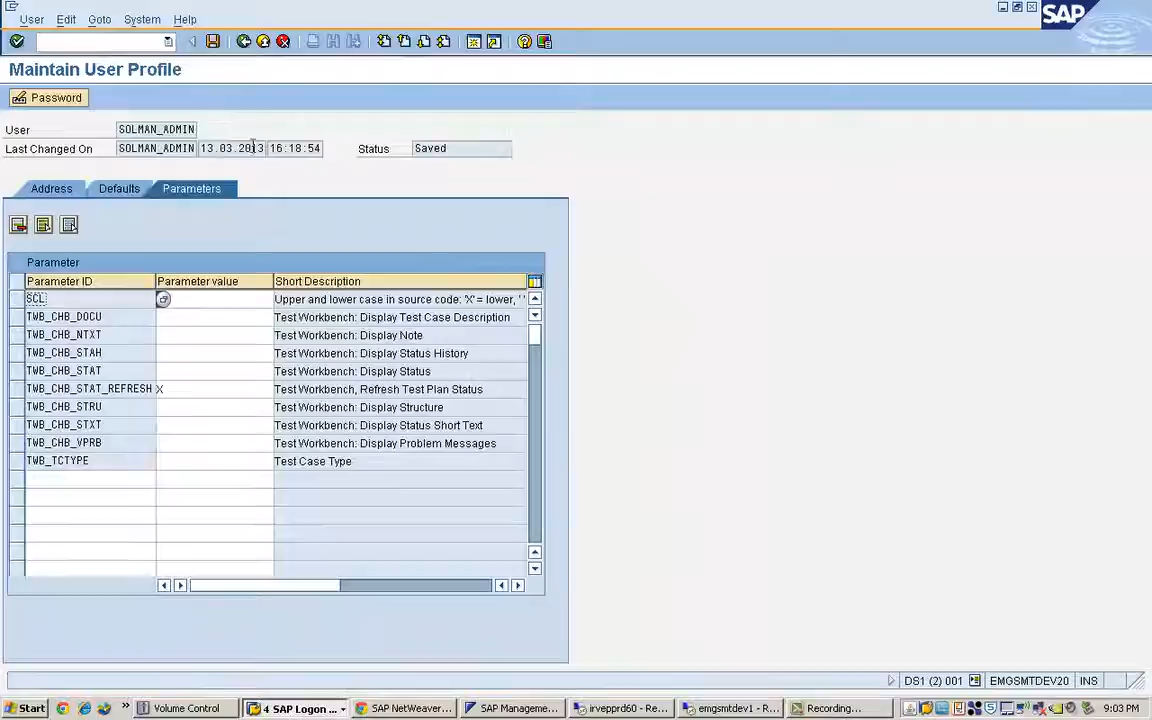 User Edit Goto System Help
SAP
Maintain User Profile
Password
User SOLMAN_ADMIN
Last Changed On SOLMAN_ADMIN 13.03.2013 16:18:54 Status Saved
Address Defaults Parameters
Parameter
Parameter ID Parameter value Short Description
SCL Upper and lower case in source code: 'X' = lower, ' '
TWB_CHB_DOCU Test Workbench: Display Test Case Description
TWB_CHB_NTXT Test Workbench: Display Note
TWB_CHB_STAH Test Workbench: Display Status History
TWB_CHB_STAT Test Workbench: Display Status
TWB_CHB_STAT_REFRESH X Test Workbench, Refresh Test Plan Status
TWB_CHB_STRU Test Workbench: Display Structure
TWB_CHB_STXT Test Workbench: Display Status Short Text
TWB_CHB_VPRB Test Workbench: Display Problem Messages
TWB_TCTYPE Test Case Type
DS1 (2) 001 EMGSMTDEV20 INS
Start » Volume Control 4 SAP Logon ... SAP NetWeaver... SAP Manageme... irvepprd60 - Re... emgsmtdev1 - R... Recording... « 9:03 PM